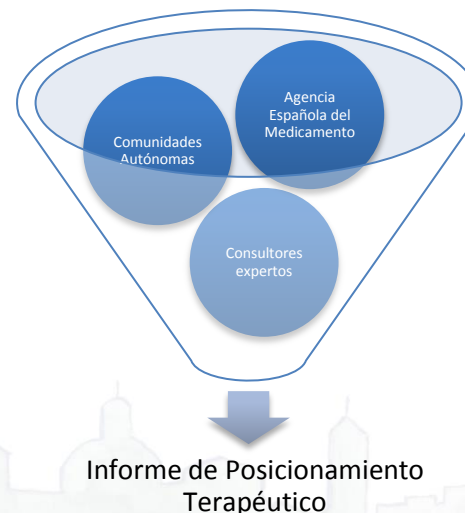 Agencia
Española del
Medicamento
Comunidades
Autónomas
Consultores
expertos
Informe de Posicionamiento
Terapéutico